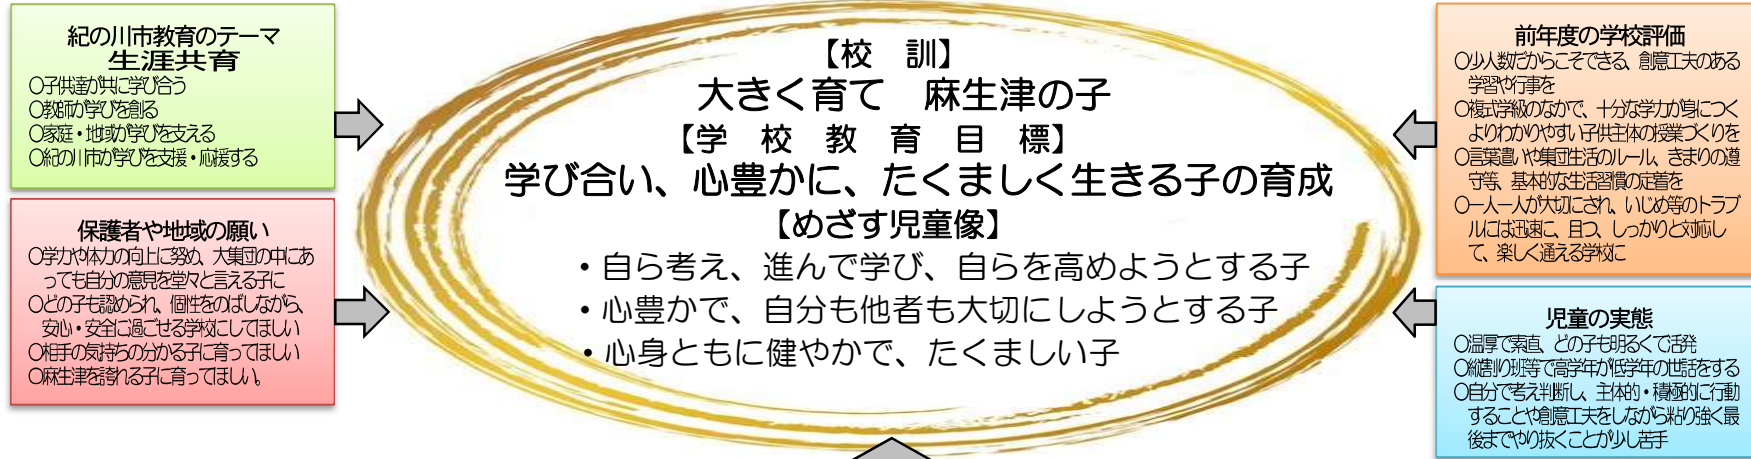 紀の川市教育のテーマ
生涯共育
○子供達が共に学び合う
○教師が学びを創る
○家庭・地域が学びを支える
○紀の川市が学びを支援・応援する
保護者や地域の願い
○学力や体力の向上に努め、大集団の中にあ
っても自分の意見を堂々と言える子に
○どの子も認められ、個性をのばしながら、
安心・安全に過ごせる学校にしてほしい
○相手の気持ちの分かる子に育ってほしい
○麻生津を誇れる子に育ってほしい。
【校 訓】
大きく育て 麻生津の子
【学 校 教 育 目 標】
学び合い、心豊かに、たくましく生きる子の育成
【めざす児童像】
・自ら考え、進んで学び、自らを高めようとする子
・心豊かで、自分も他者も大切にしようとする子
・心身ともに健やかで、たくましい子
前年度の学校評価
○少人数だからこそできる、創意工夫のある
学習や行事を
○複式学級のなかで、十分な学力が身につく
よりわかりやすい子供主体の授業づくりを
○言葉遣いや集団生活のルール、きまりの遵
守等、基本的な生活習慣の定着を
○一人一人が大切にされ、いじめ等のトラブ
ルには迅速に、且つ、しっかりと対応し
て、楽しく通える学校に
児童の実態
○温厚で素直、どの子も明るくて活発
○縦割り班等で高学年が低学年の世話をする
○自分で考え判断し、主体的・積極的に行動
することや創意工夫をしながら粘り強く最
後までやり抜くことが少し苦手